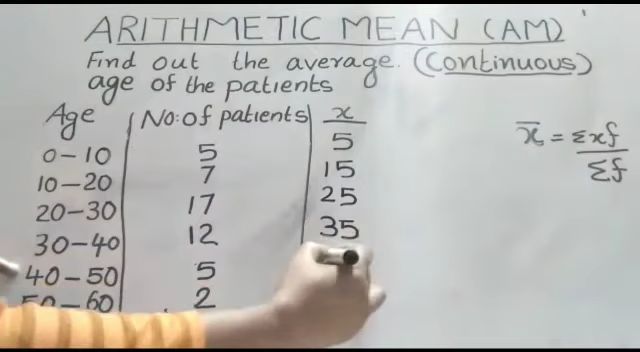 ARITHMETIC MEAN (AM)
Find out the average. (Continuous)
age of the patients
Age No: of patients x
0-10 5 5
10-20 7 15
20-30 17 25
30-40 12 35
40-50 5
50-60 2
x̄ = Σxf
Σf